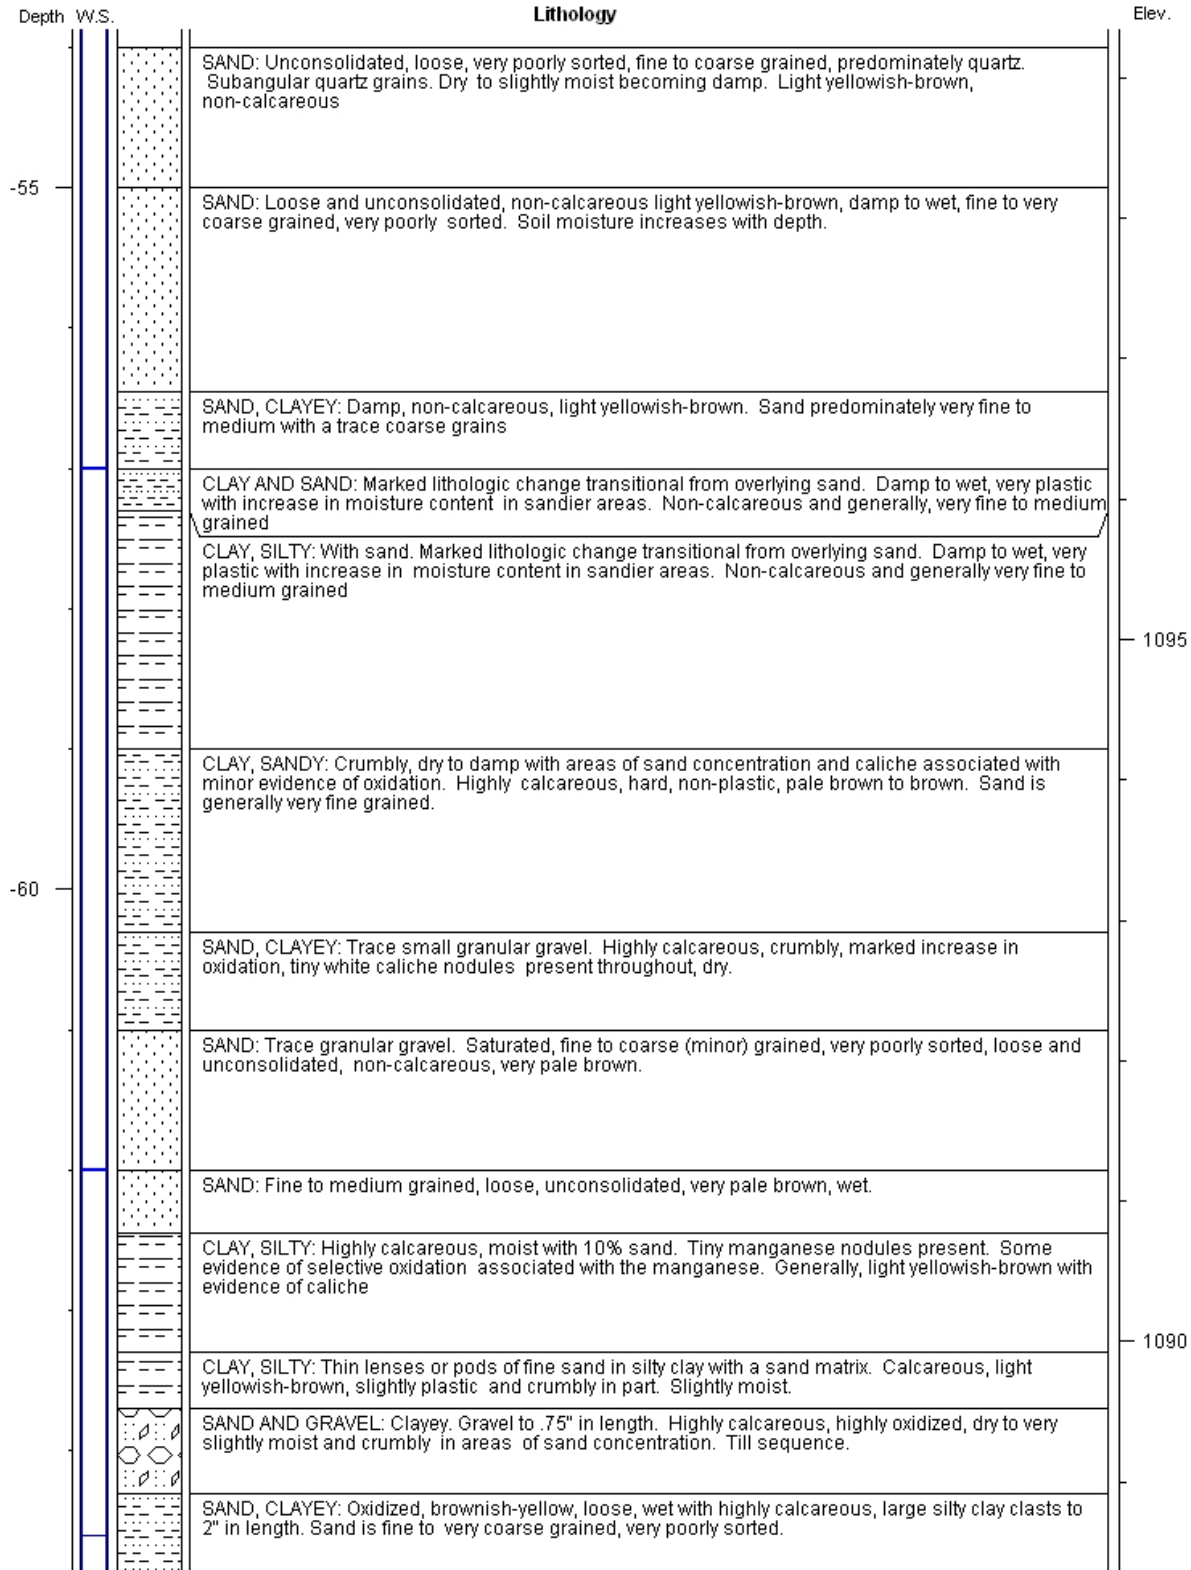 Depth W.S. Lithology Elev.
SAND: Unconsolidated, loose, very poorly sorted, fine to coarse grained, predominately quartz.
Subangular quartz grains. Dry to slightly moist becoming damp. Light yellowish-brown,
non-calcareous
-55
SAND: Loose and unconsolidated, non-calcareous light yellowish-brown, damp to wet, fine to very
coarse grained, very poorly sorted. Soil moisture increases with depth.
SAND, CLAYEY: Damp, non-calcareous, light yellowish-brown. Sand predominately very fine to
medium with a trace coarse grains
CLAY AND SAND: Marked lithologic change transitional from overlying sand. Damp to wet, very plastic
with increase in moisture content in sandier areas. Non-calcareous and generally, very fine to medium
grained
CLAY, SILTY: With sand. Marked lithologic change transitional from overlying sand. Damp to wet, very
plastic with increase in moisture content in sandier areas. Non-calcareous and generally very fine to
medium grained
1095
CLAY, SANDY: Crumbly, dry to damp with areas of sand concentration and caliche associated with
minor evidence of oxidation. Highly calcareous, hard, non-plastic, pale brown to brown. Sand is
generally very fine grained.
-60
SAND, CLAYEY: Trace small granular gravel. Highly calcareous, crumbly, marked increase in
oxidation, tiny white caliche nodules present throughout, dry.
SAND: Trace granular gravel. Saturated, fine to coarse (minor) grained, very poorly sorted, loose and
unconsolidated, non-calcareous, very pale brown.
SAND: Fine to medium grained, loose, unconsolidated, very pale brown, wet.
CLAY, SILTY: Highly calcareous, moist with 10% sand. Tiny manganese nodules present. Some
evidence of selective oxidation associated with the manganese. Generally, light yellowish-brown with
evidence of caliche
1090
CLAY, SILTY: Thin lenses or pods of fine sand in silty clay with a sand matrix. Calcareous, light
yellowish-brown, slightly plastic and crumbly in part. Slightly moist.
SAND AND GRAVEL: Clayey. Gravel to .75" in length. Highly calcareous, highly oxidized, dry to very
slightly moist and crumbly in areas of sand concentration. Till sequence.
SAND, CLAYEY: Oxidized, brownish-yellow, loose, wet with highly calcareous, large silty clay clasts to
2" in length. Sand is fine to very coarse grained, very poorly sorted.